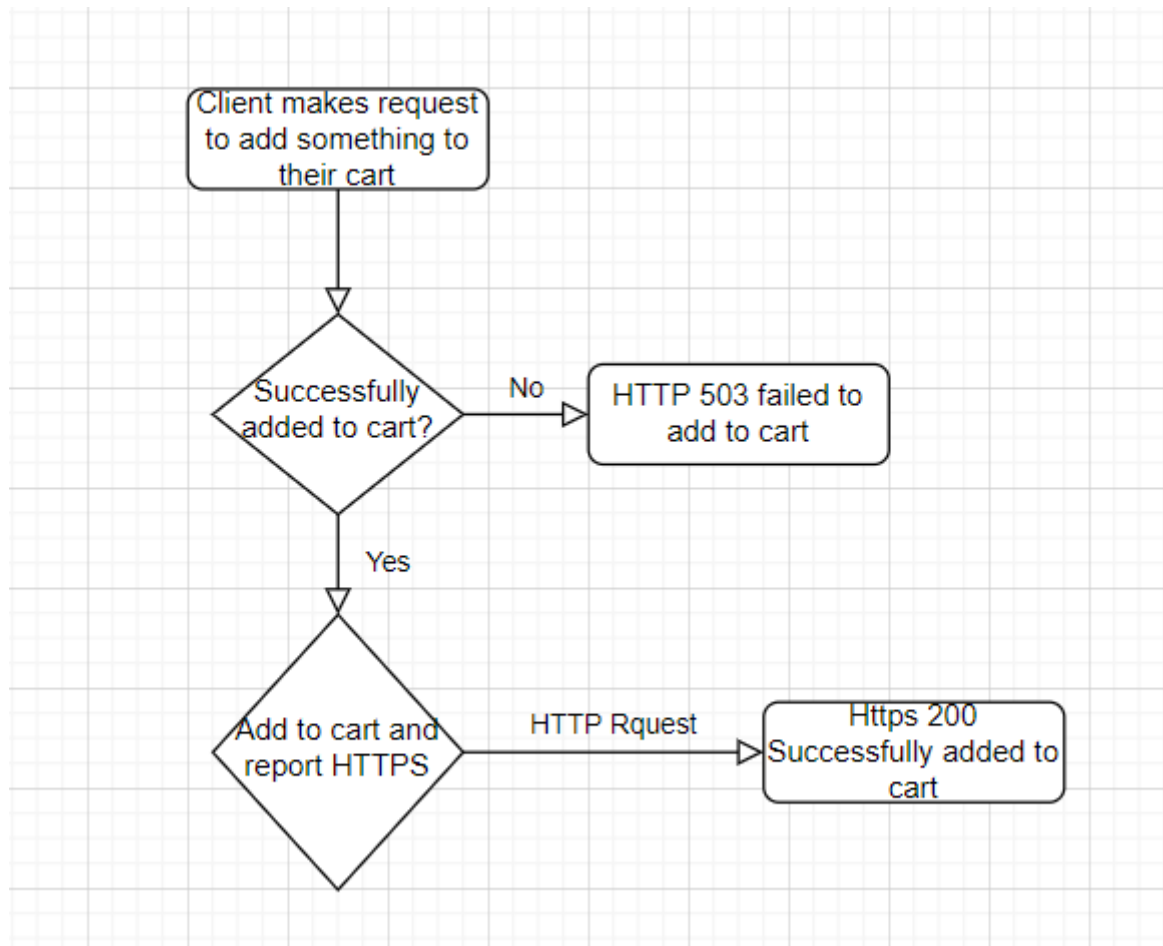 Client makes request
to add something to
their cart
Successfully
added to cart?
No
HTTP 503 failed to
add to cart
Yes
Add to cart and
report HTTPS
HTTP Rquest
Https 200
Successfully added to
cart